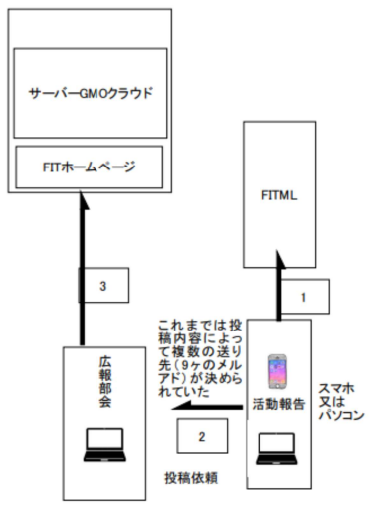 サーバーGMOクラウド
FITホームページ
FITML
3
1
これまでは投
稿内容によっ
て複数の送り
先(9ヶのメル
アド)が決めら
れていた
広報部会
活動報告
スマホ
又は
パソコン
2
投稿依頼